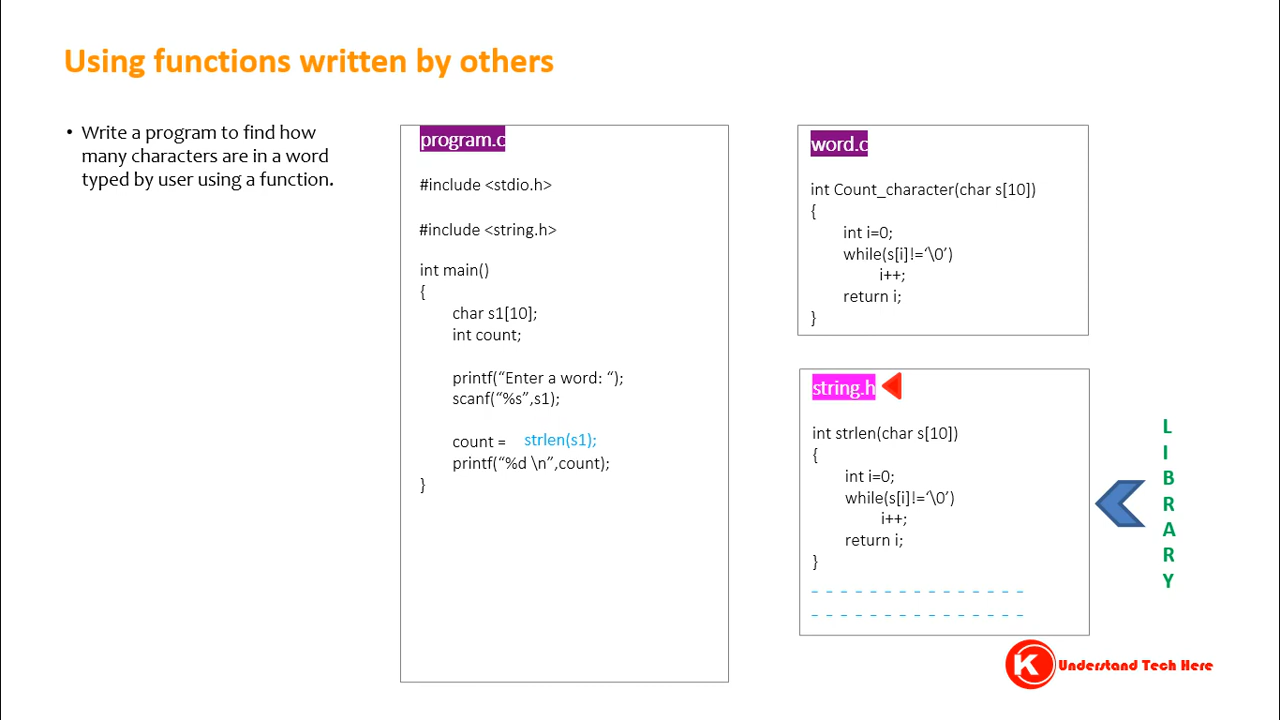 Using functions written by others
• Write a program to find how
many characters are in a word
typed by user using a function.
program.c
#include <stdio.h>
#include <string.h>
int main()
{
char s1[10];
int count;
printf(“Enter a word: “);
scanf(“%s”,s1);
count = strlen(s1);
printf(“%d \n”,count);
}
word.c
int Count_character(char s[10])
{
int i=0;
while(s[i]!=‘\0’)
i++;
return i;
}
string.h
int strlen(char s[10])
{
int i=0;
while(s[i]!=‘\0’)
i++;
return i;
}
_ _ _ _ _ _ _ _ _ _ _ _ _ _ _
_ _ _ _ _ _ _ _ _ _ _ _ _ _ _
L
I
B
R
A
R
Y
K Understand Tech Here